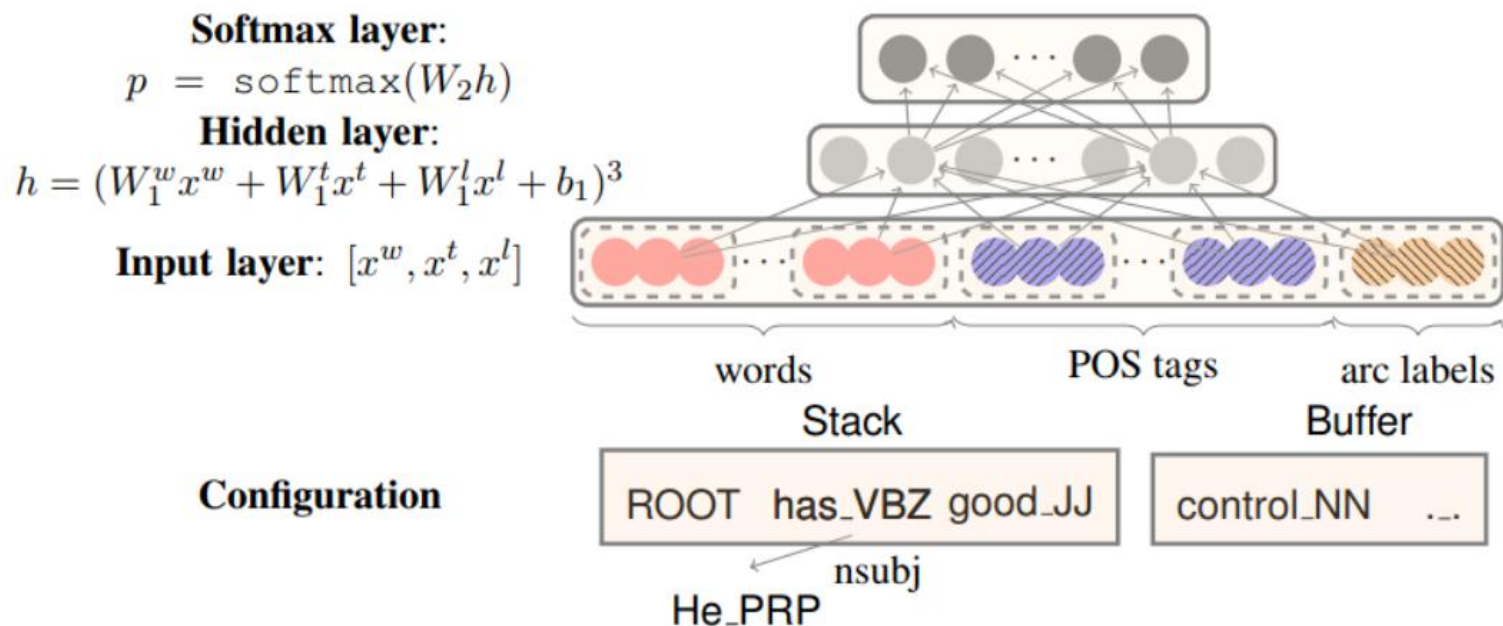 Softmax layer:
p = softmax(W₂h)
Hidden layer:
h = (W₁ʷxʷ + W₁ᵗxᵗ + W₁ˡxˡ + b₁)³
Input layer: [xʷ, xᵗ, xˡ]
··· ··· ··· ···
words POS tags arc labels
Stack Buffer
Configuration
ROOT has_VBZ good_JJ control_NN ._.
nsubj
He_PRP